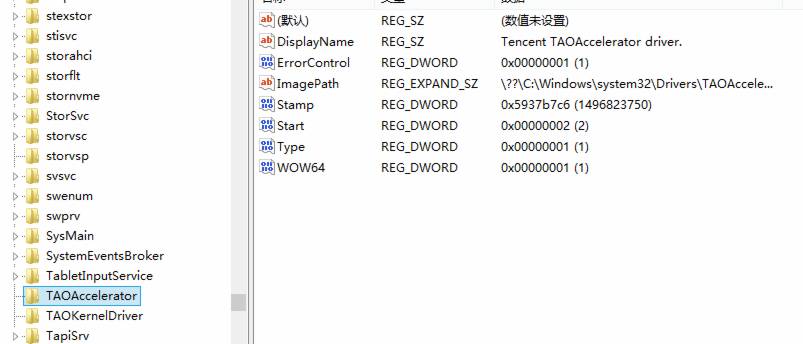 stexstor
stisvc
storahci
storflt
stornvme
StorSvc
storvsc
storvsp
svsvc
swenum
swprv
SysMain
SystemEventsBroker
TabletInputService
TAOAccelerator
TAOKernelDriver
TapiSrv
(默认) REG_SZ (数值未设置)
DisplayName REG_SZ Tencent TAOAccelerator driver.
ErrorControl REG_DWORD 0x00000001 (1)
ImagePath REG_EXPAND_SZ \??\C:\Windows\system32\Drivers\TAOAccele...
Stamp REG_DWORD 0x5937b7c6 (1496823750)
Start REG_DWORD 0x00000002 (2)
Type REG_DWORD 0x00000001 (1)
WOW64 REG_DWORD 0x00000001 (1)